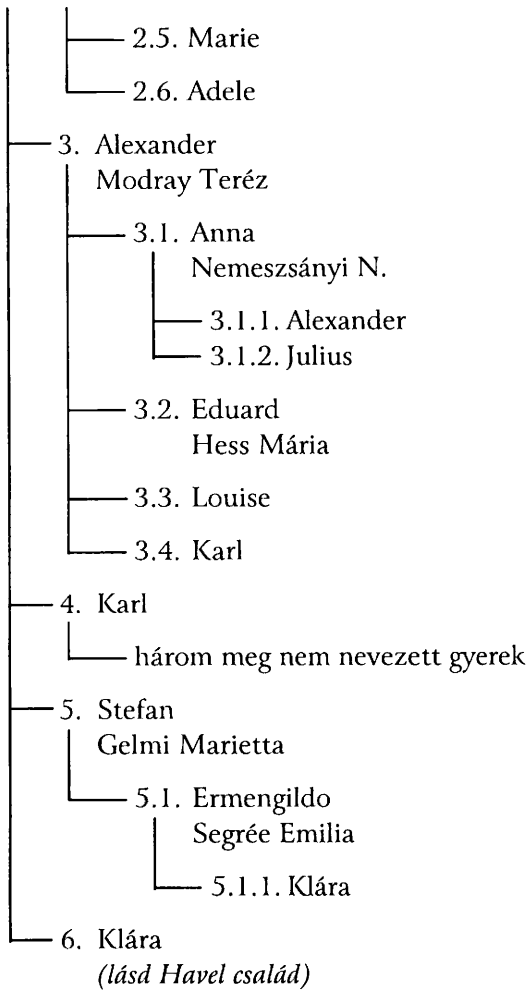 2.5. Marie
2.6. Adele
3. Alexander
Modray Teréz
3.1. Anna
Nemeszsányi N.
3.1.1. Alexander
3.1.2. Julius
3.2. Eduard
Hess Mária
3.3. Louise
3.4. Karl
4. Karl
három meg nem nevezett gyerek
5. Stefan
Gelmi Marietta
5.1. Ermengildo
Segrée Emilia
5.1.1. Klára
6. Klára
(lásd Havel család)